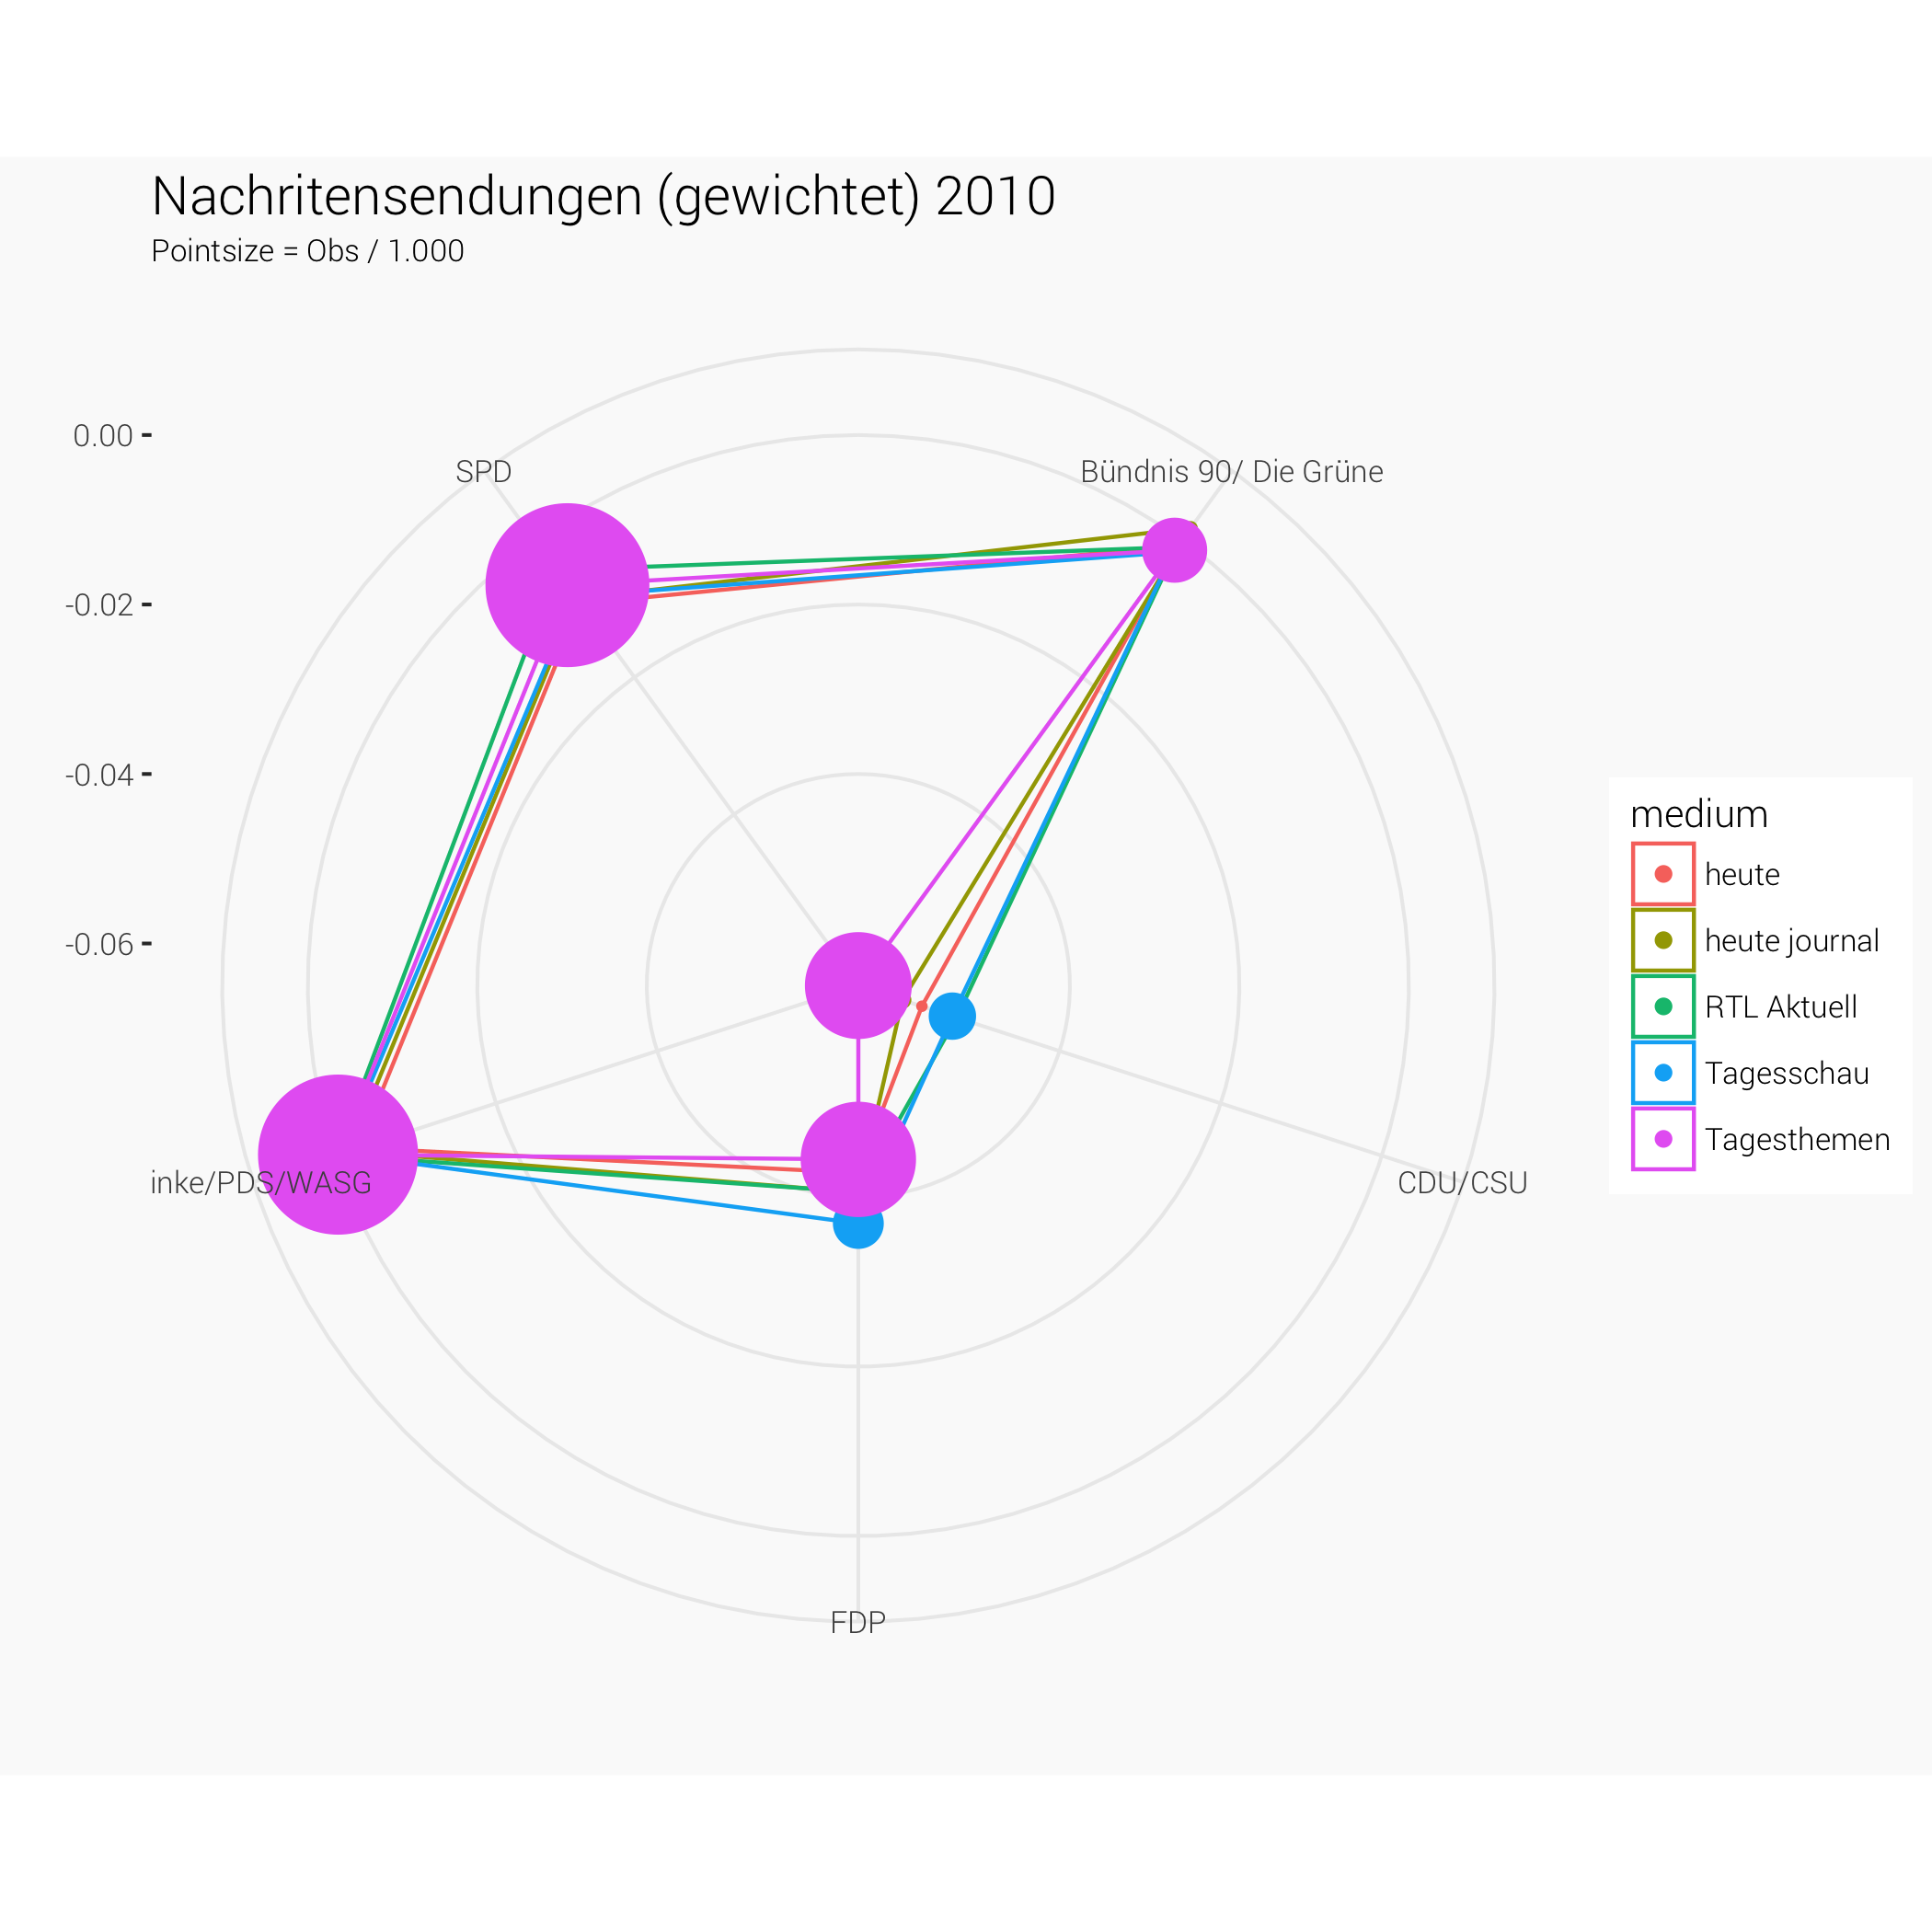 Nachritensendungen (gewichtet) 2010
Pointsize = Obs / 1.000
0.00
SPD
Bündnis 90/ Die Grüne
-0.02
-0.04
-0.06
inke/PDS/WASG
CDU/CSU
FDP
medium
heute
heute journal
RTL Aktuell
Tagesschau
Tagesthemen